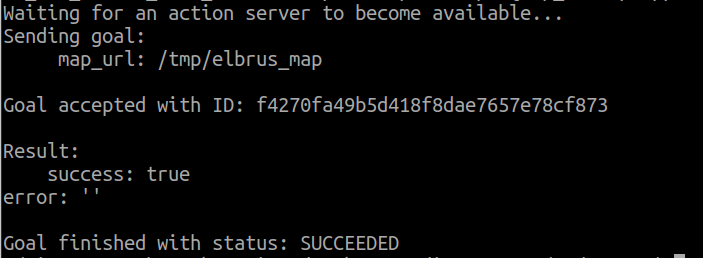 Waiting for an action server to become available...
Sending goal:
     map_url: /tmp/elbrus_map

Goal accepted with ID: f4270fa49b5d418f8dae7657e78cf873

Result:
    success: true
error: ''

Goal finished with status: SUCCEEDED